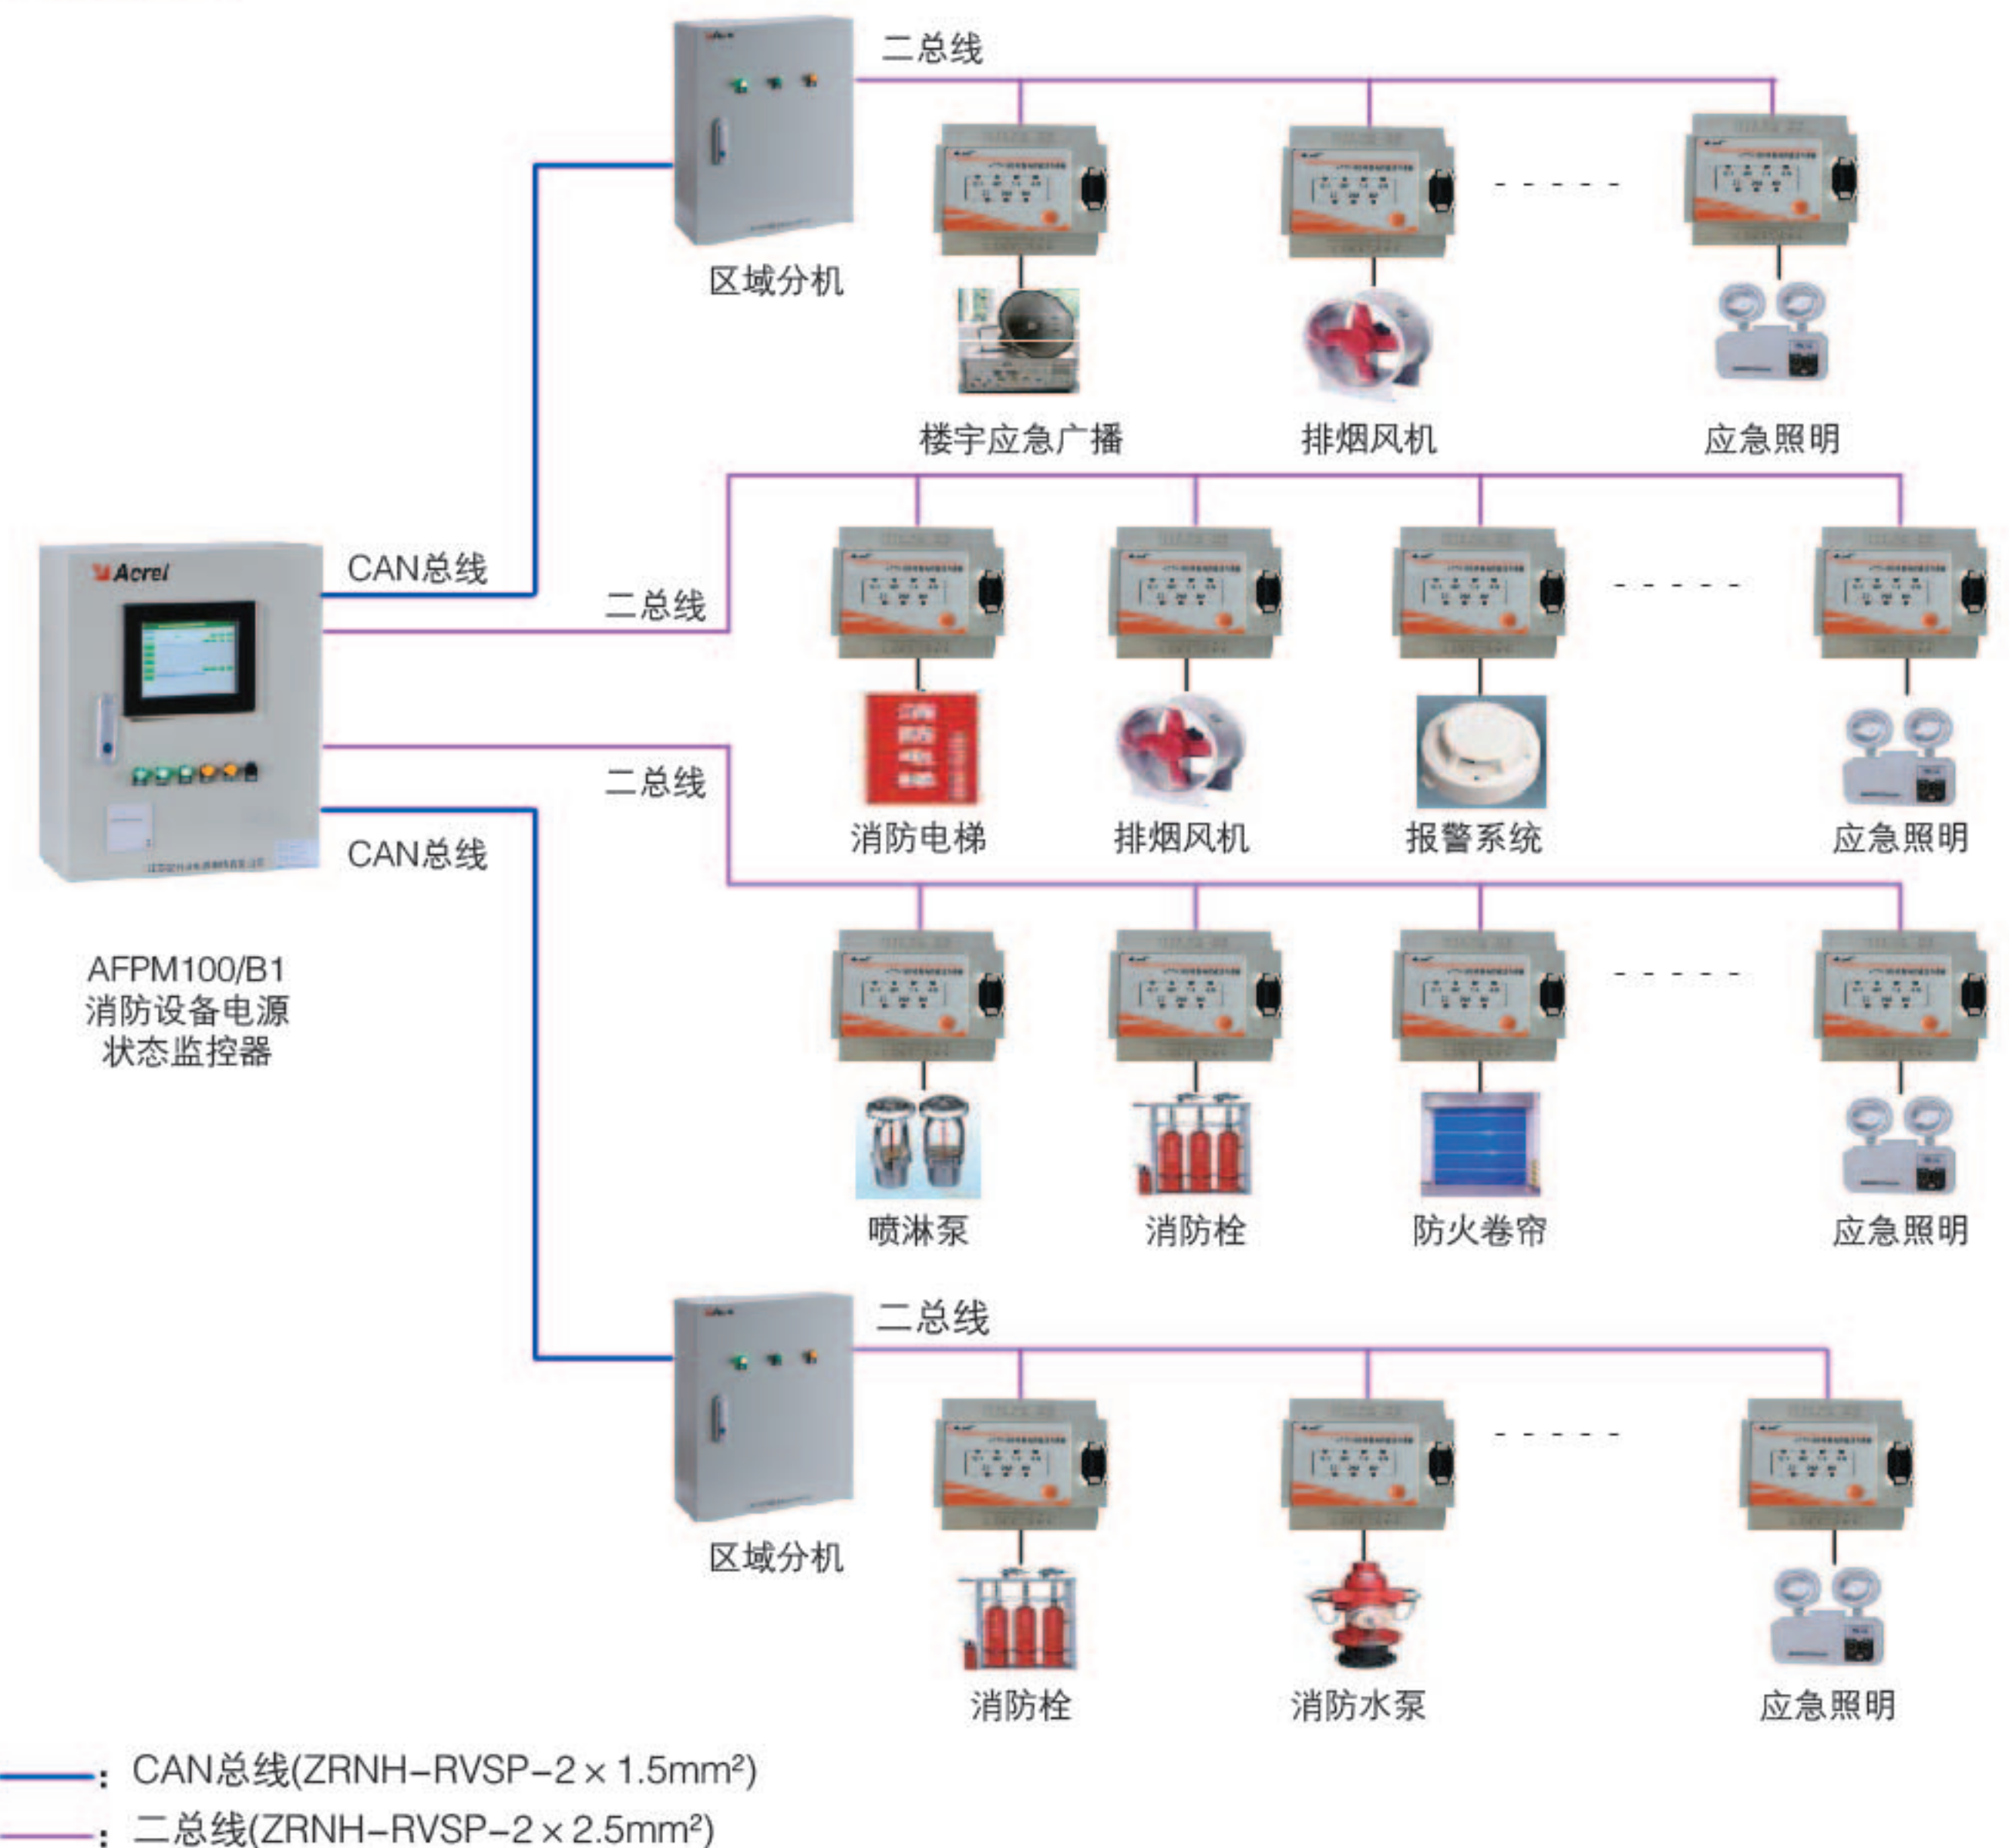 二总线
区域分机
楼宇应急广播
排烟风机
应急照明
Acrel
CAN总线
二总线
消防电梯
排烟风机
报警系统
应急照明
二总线
CAN总线
AFPM100/B1
消防设备电源
状态监控器
喷淋泵
消防栓
防火卷帘
应急照明
二总线
区域分机
消防栓
消防水泵
应急照明
: CAN总线(ZRNH-RVSP-2×1.5mm²)
: 二总线(ZRNH-RVSP-2×2.5mm²)